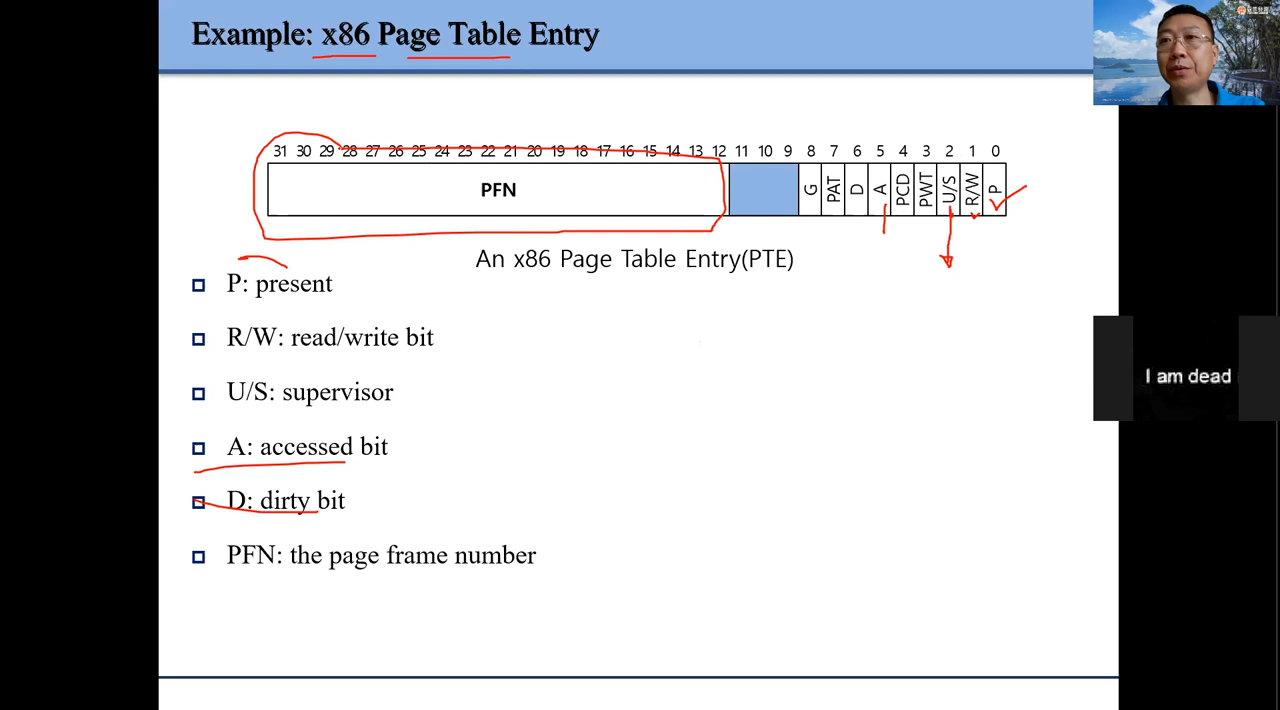 Example: x86 Page Table Entry
31 30 29 28 27 26 25 24 23 22 21 20 19 18 17 16 15 14 13 12 11 10 9 8 7 6 5 4 3 2 1 0
PFN G PAT D A PCD PWT U/S R/W P
An x86 Page Table Entry(PTE)
P: present
R/W: read/write bit
U/S: supervisor
A: accessed bit
D: dirty bit
PFN: the page frame number
I am dead